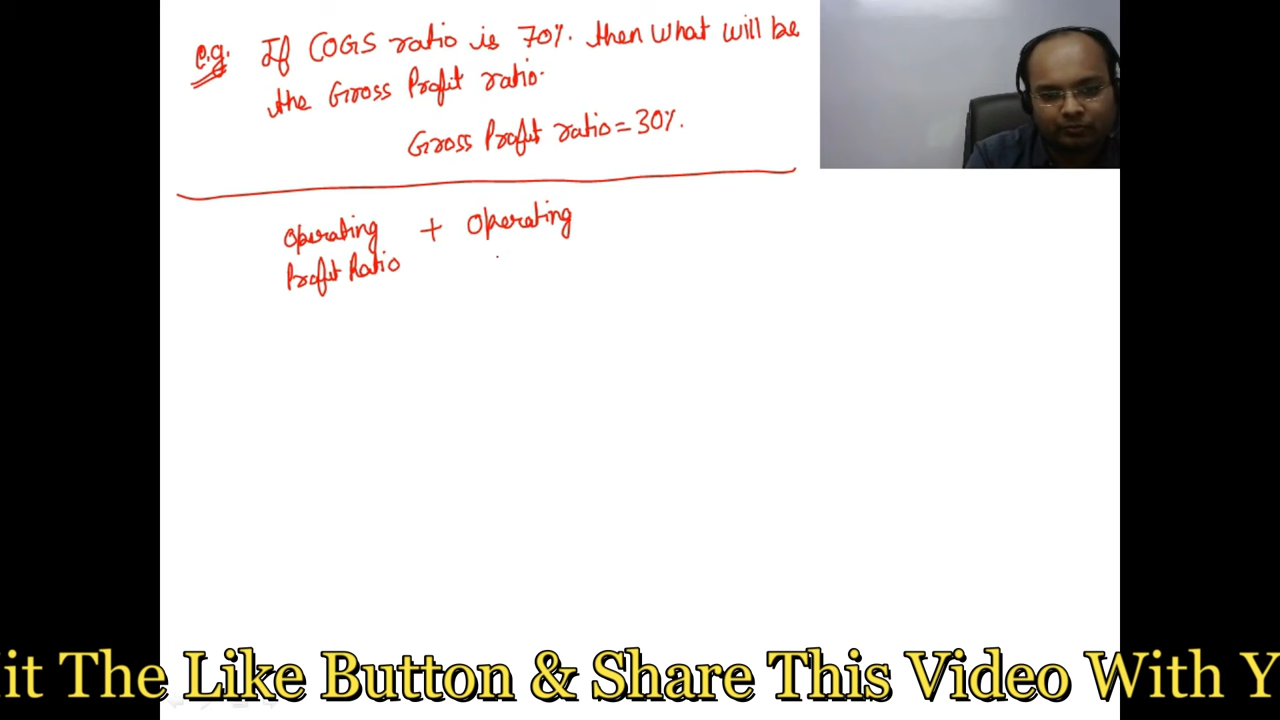 e.g. If COGS ratio is 70%. then what will be
the Gross Profit ratio.
Gross Profit ratio = 30%.
Operating + Operating
Profit Ratio
it The Like Button & Share This Video With Y